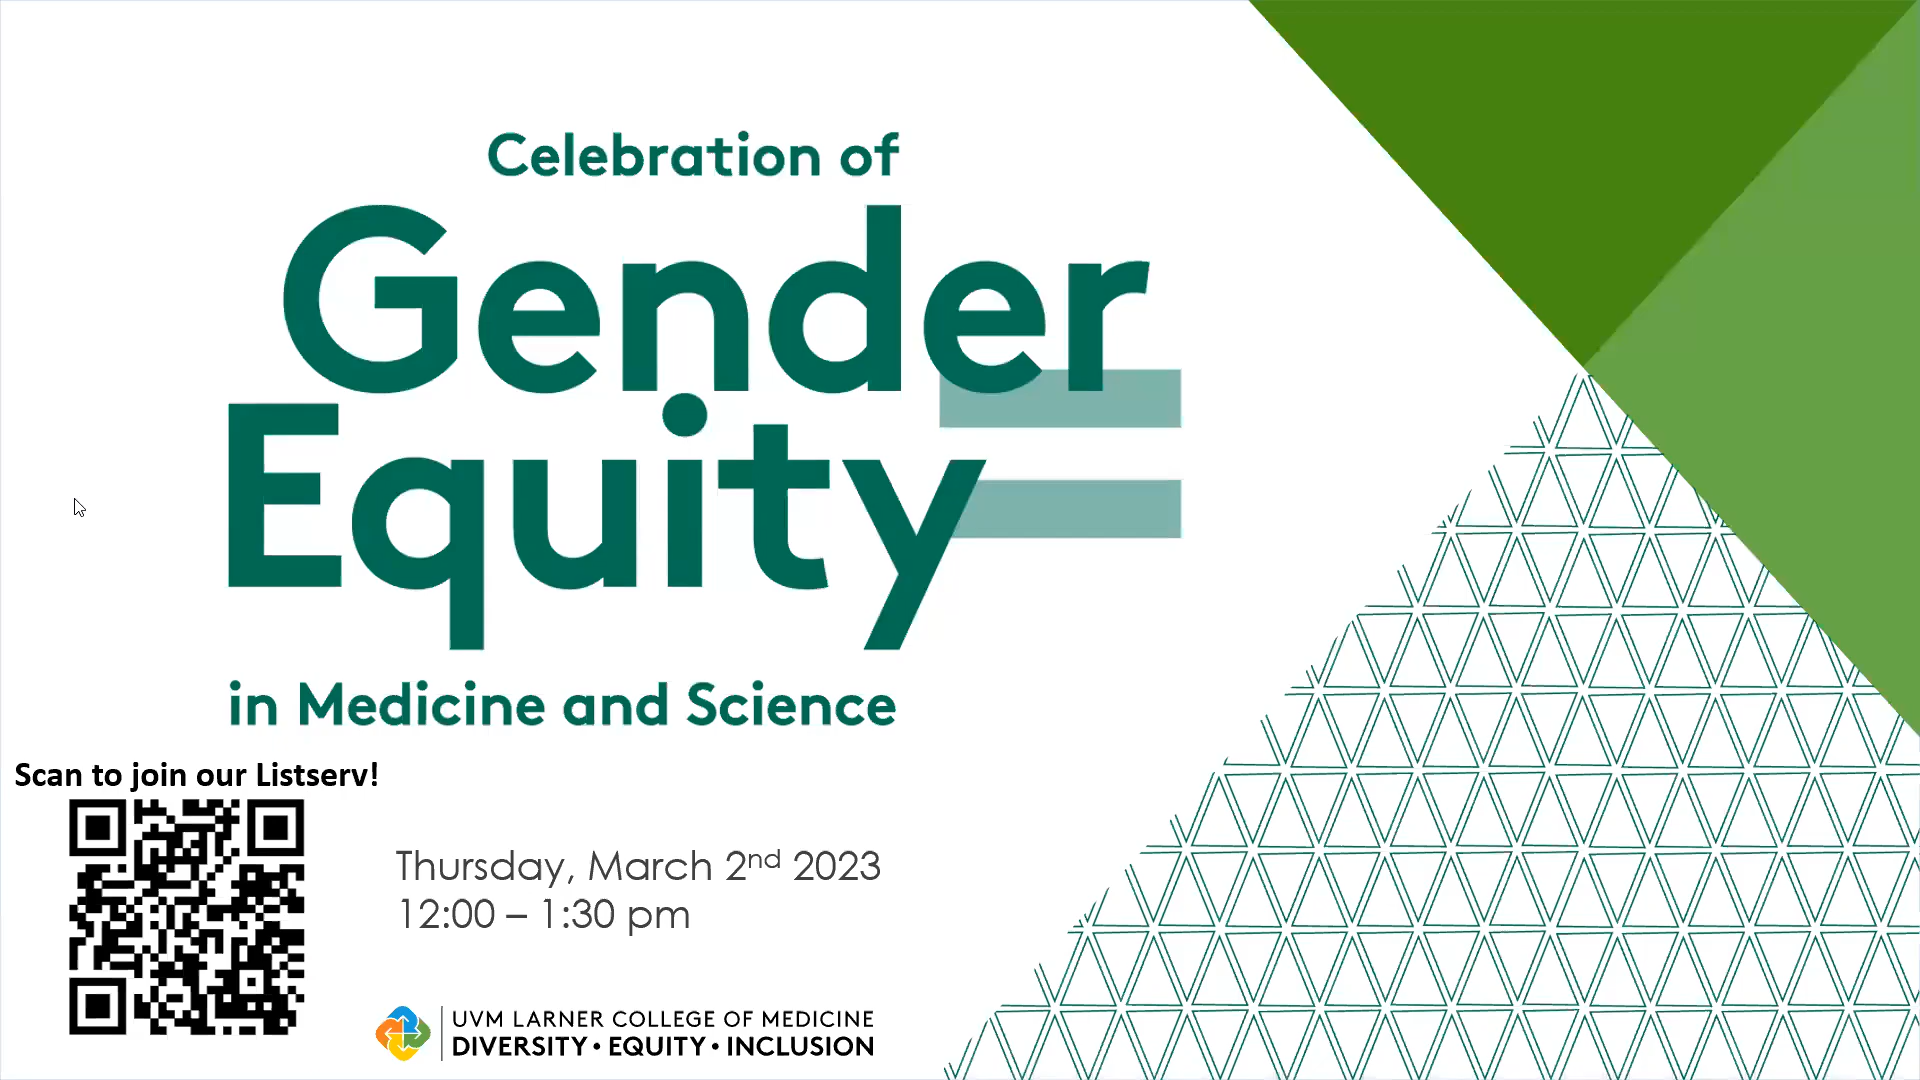 Celebration of
Gender
Equity
in Medicine and Science
Scan to join our Listserv!
Thursday, March 2nd 2023
12:00 – 1:30 pm
UVM LARNER COLLEGE OF MEDICINE
DIVERSITY • EQUITY • INCLUSION